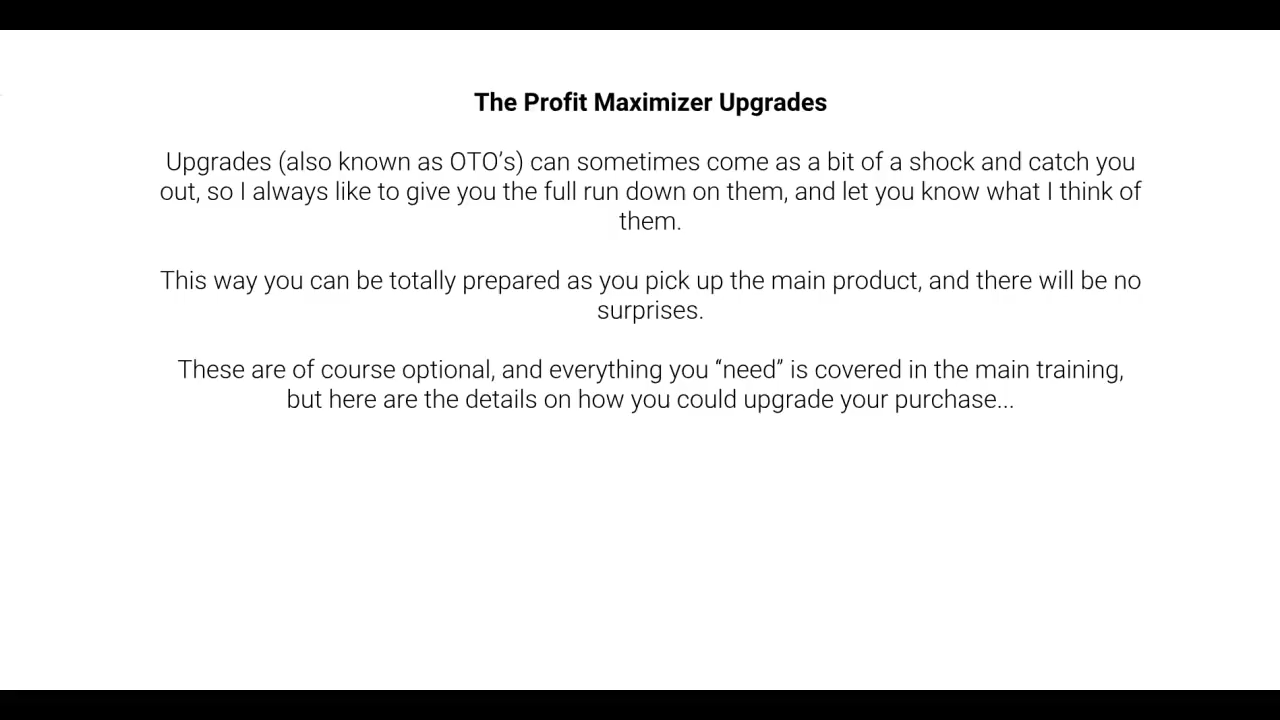 The Profit Maximizer Upgrades
Upgrades (also known as OTO’s) can sometimes come as a bit of a shock and catch you
out, so I always like to give you the full run down on them, and let you know what I think of
them.
This way you can be totally prepared as you pick up the main product, and there will be no
surprises.
These are of course optional, and everything you “need” is covered in the main training,
but here are the details on how you could upgrade your purchase...